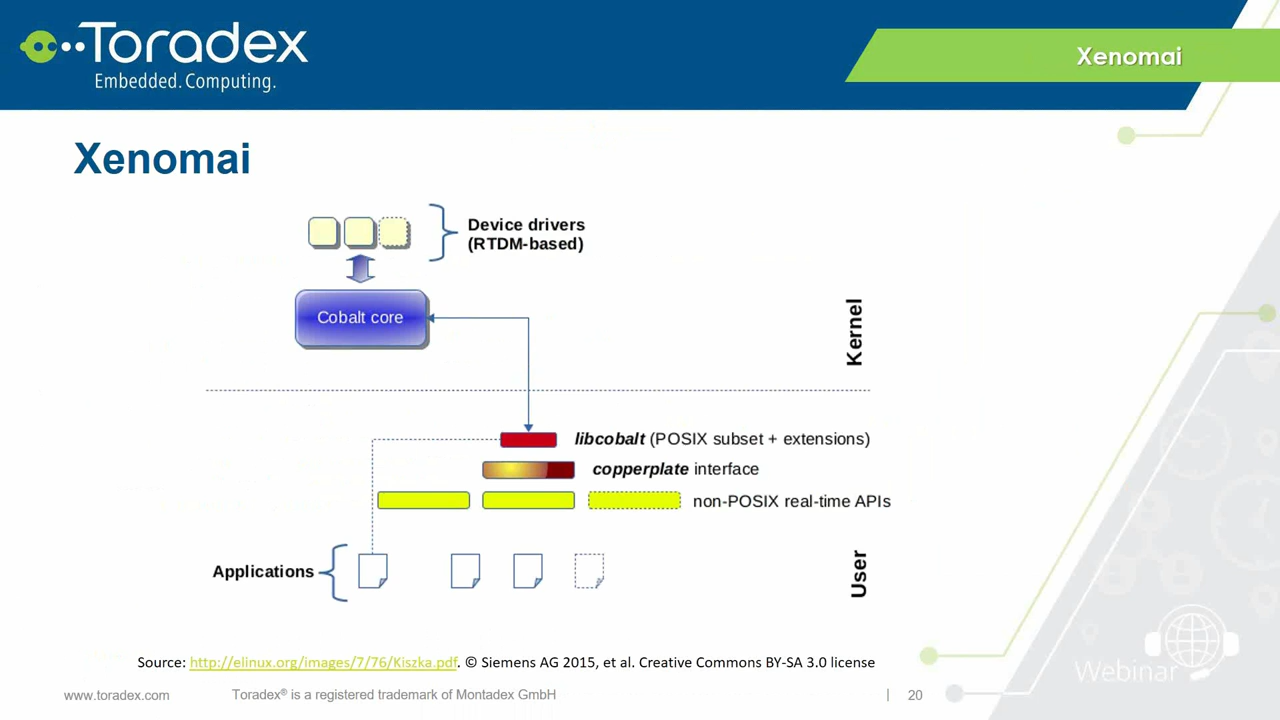 Toradex
Embedded. Computing.
Xenomai
Xenomai
Device drivers
(RTDM-based)
Cobalt core
Kernel
libcobalt (POSIX subset + extensions)
copperplate interface
non-POSIX real-time APIs
Applications
User
Source: http://elinux.org/images/7/76/Kiszka.pdf. © Siemens AG 2015, et al. Creative Commons BY-SA 3.0 license
Webinar
www.toradex.com
Toradex® is a registered trademark of Montadex GmbH
| 20